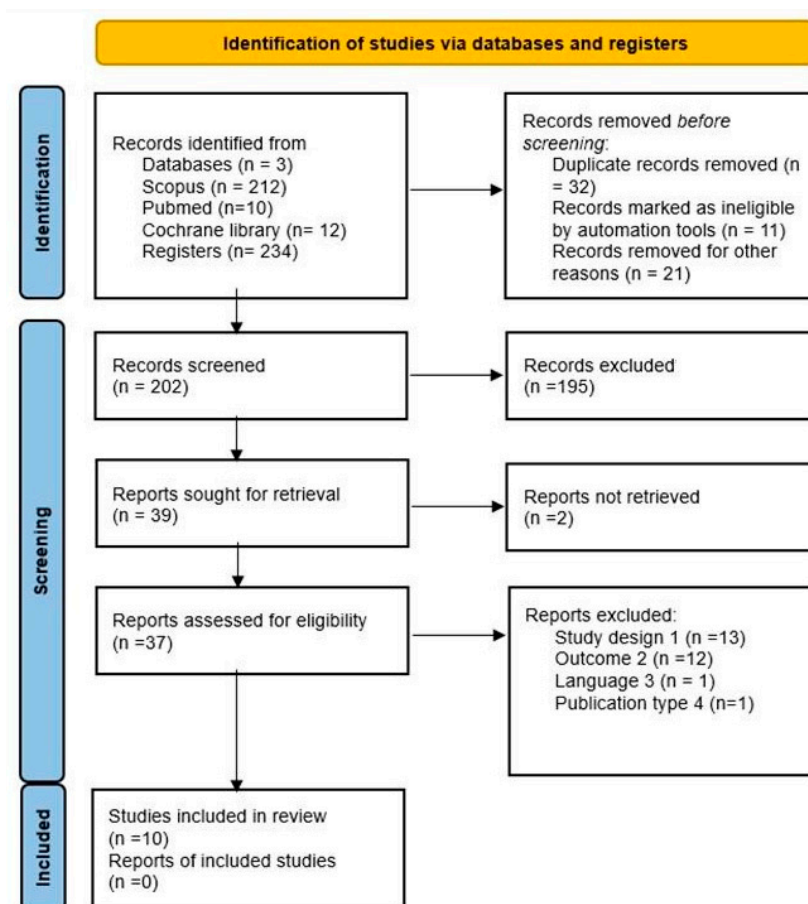 Identification of studies via databases and registers
Identification
Records identified from
Databases (n = 3)
Scopus (n = 212)
Pubmed (n=10)
Cochrane library (n= 12)
Registers (n= 234)
Records removed before
screening:
Duplicate records removed (n
= 32)
Records marked as ineligible
by automation tools (n = 11)
Records removed for other
reasons (n = 21)
Screening
Records screened
(n = 202)
Records excluded
(n =195)
Reports sought for retrieval
(n = 39)
Reports not retrieved
(n =2)
Reports assessed for eligibility
(n =37)
Reports excluded:
Study design 1 (n =13)
Outcome 2 (n =12)
Language 3 (n = 1)
Publication type 4 (n=1)
Included
Studies included in review
(n =10)
Reports of included studies
(n =0)